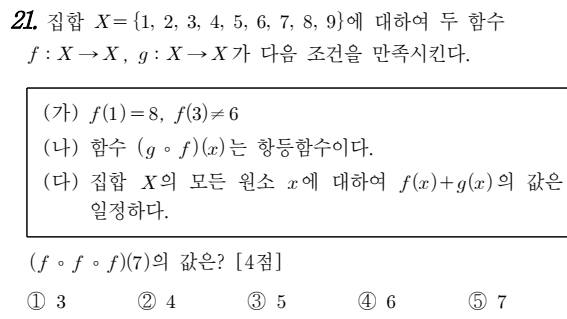 21. 집합 X={1, 2, 3, 4, 5, 6, 7, 8, 9}에 대하여 두 함수
f : X→X, g : X→X가 다음 조건을 만족시킨다.
(가) f(1)=8, f(3)≠6
(나) 함수 (g∘f)(x)는 항등함수이다.
(다) 집합 X의 모든 원소 x에 대하여 f(x)+g(x)의 값은
일정하다.
(f∘f∘f)(7)의 값은? [4점]
① 3 ② 4 ③ 5 ④ 6 ⑤ 7